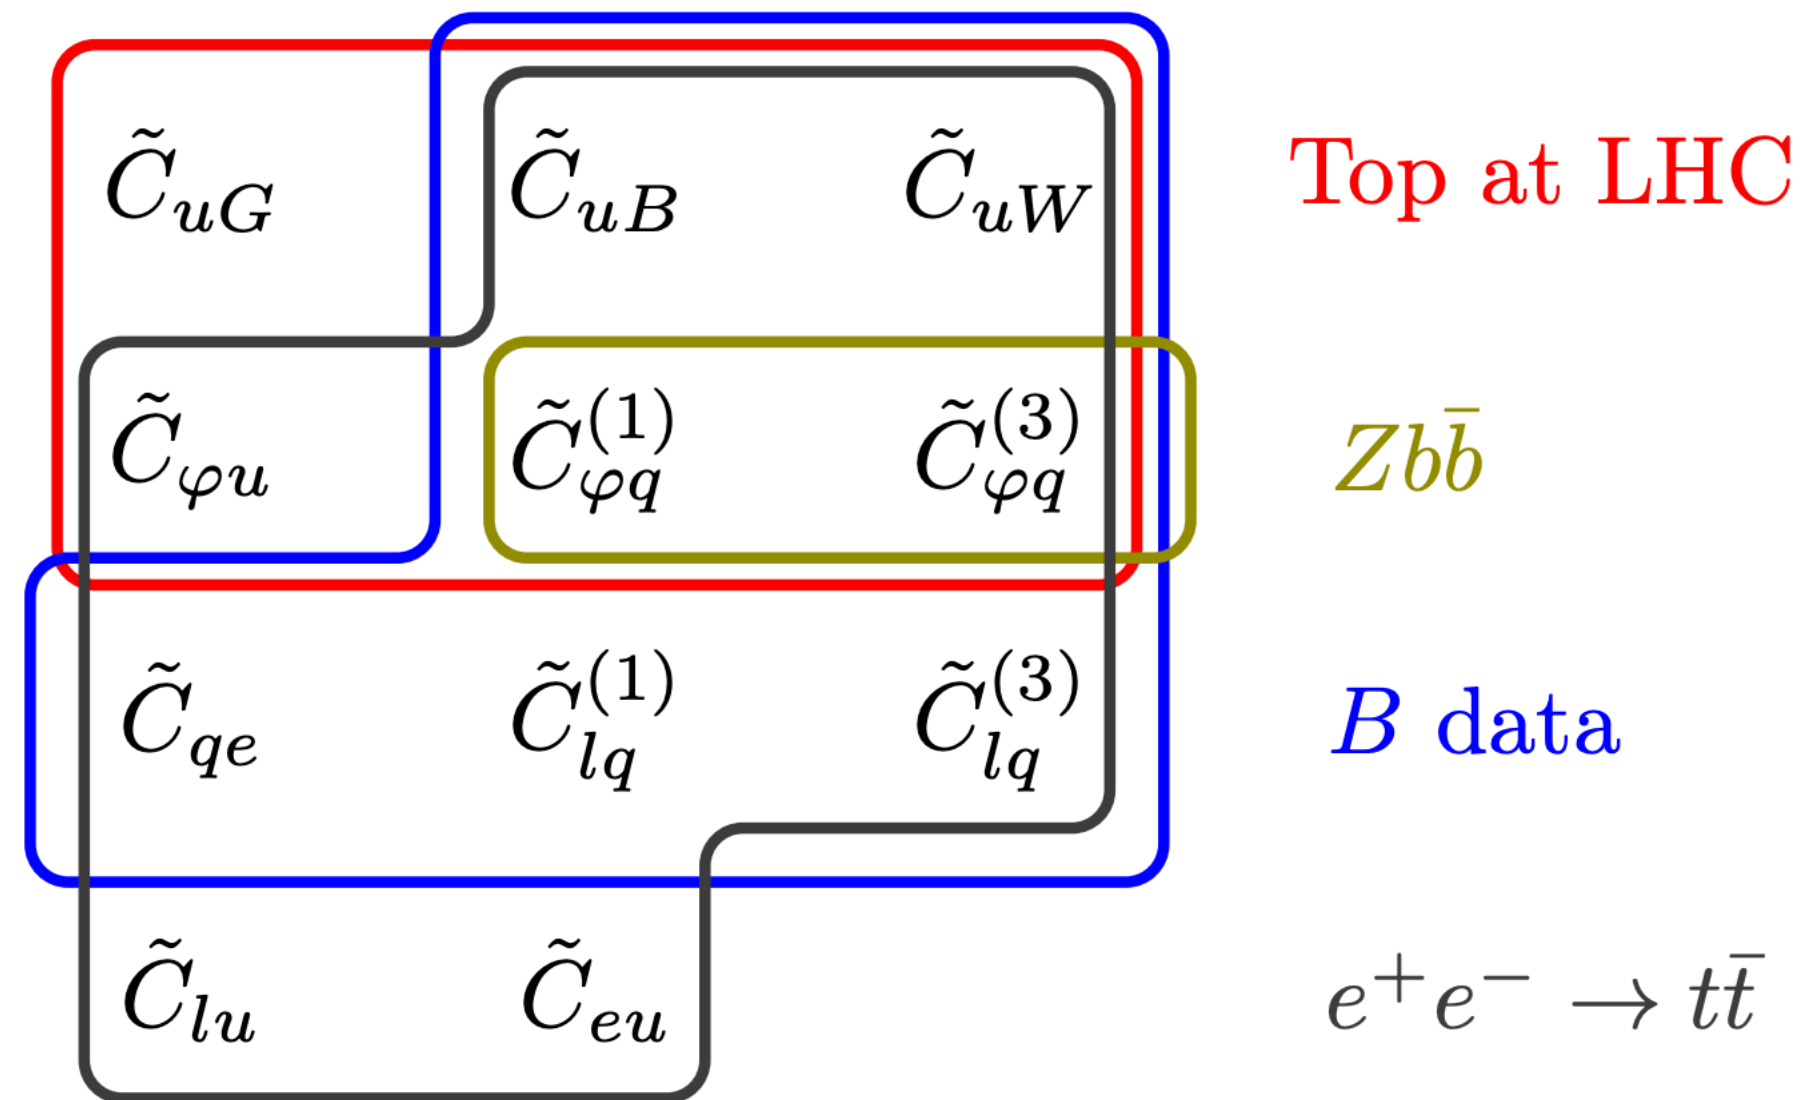 C̃_{uG} C̃_{uB} C̃_{uW} Top at LHC
C̃_{φu} C̃_{φq}^{(1)} C̃_{φq}^{(3)} Zbb̄
C̃_{qe} C̃_{lq}^{(1)} C̃_{lq}^{(3)} B data
C̃_{lu} C̃_{eu} e⁺e⁻ → tt̄